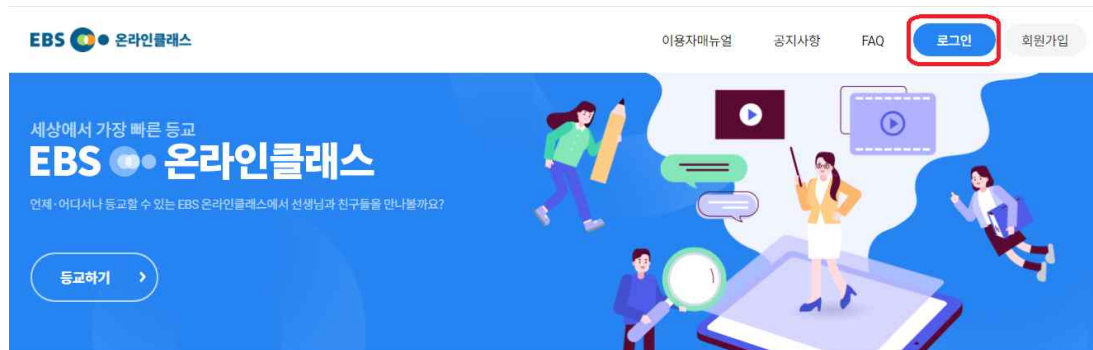 EBS 온라인클래스
이용자매뉴얼 공지사항 FAQ 로그인 회원가입
세상에서 가장 빠른 등교
EBS 온라인클래스
언제·어디서나 등교할 수 있는 EBS 온라인클래스에서 선생님과 친구들을 만나볼까요?
등교하기 >